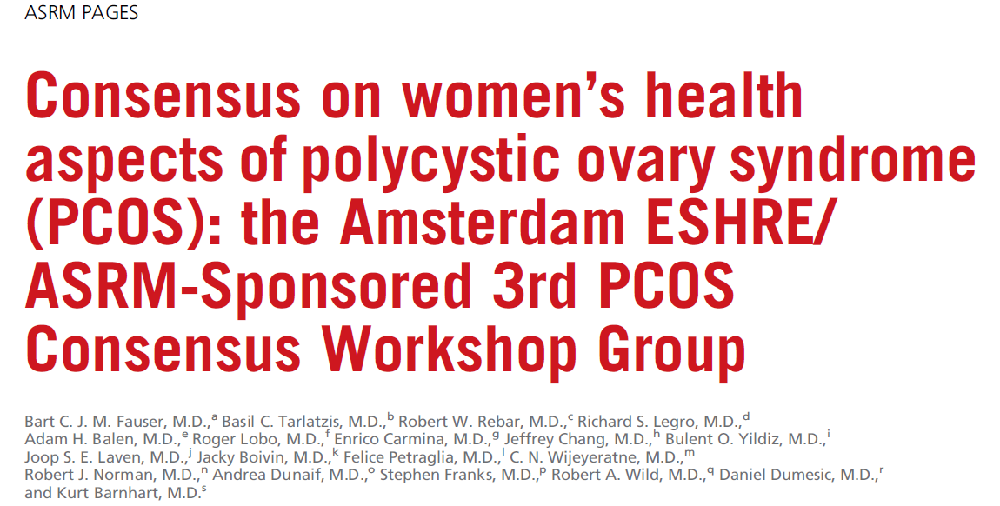 ASRM PAGES
Consensus on women's health
aspects of polycystic ovary syndrome
(PCOS): the Amsterdam ESHRE/
ASRM-Sponsored 3rd PCOS
Consensus Workshop Group
Bart C. J. M. Fauser, M.D.,ᵃ Basil C. Tarlatzis, M.D.,ᵇ Robert W. Rebar, M.D.,ᶜ Richard S. Legro, M.D.,ᵈ
Adam H. Balen, M.D.,ᵉ Roger Lobo, M.D.,ᶠ Enrico Carmina, M.D.,ᵍ Jeffrey Chang, M.D.,ʰ Bulent O. Yildiz, M.D.,ⁱ
Joop S. E. Laven, M.D.,ʲ Jacky Boivin, M.D.,ᵏ Felice Petraglia, M.D.,ˡ C. N. Wijeyeratne, M.D.,ᵐ
Robert J. Norman, M.D.,ⁿ Andrea Dunaif, M.D.,ᵒ Stephen Franks, M.D.,ᵖ Robert A. Wild, M.D.,�q Daniel Dumesic, M.D.,ʳ
and Kurt Barnhart, M.D.ˢ